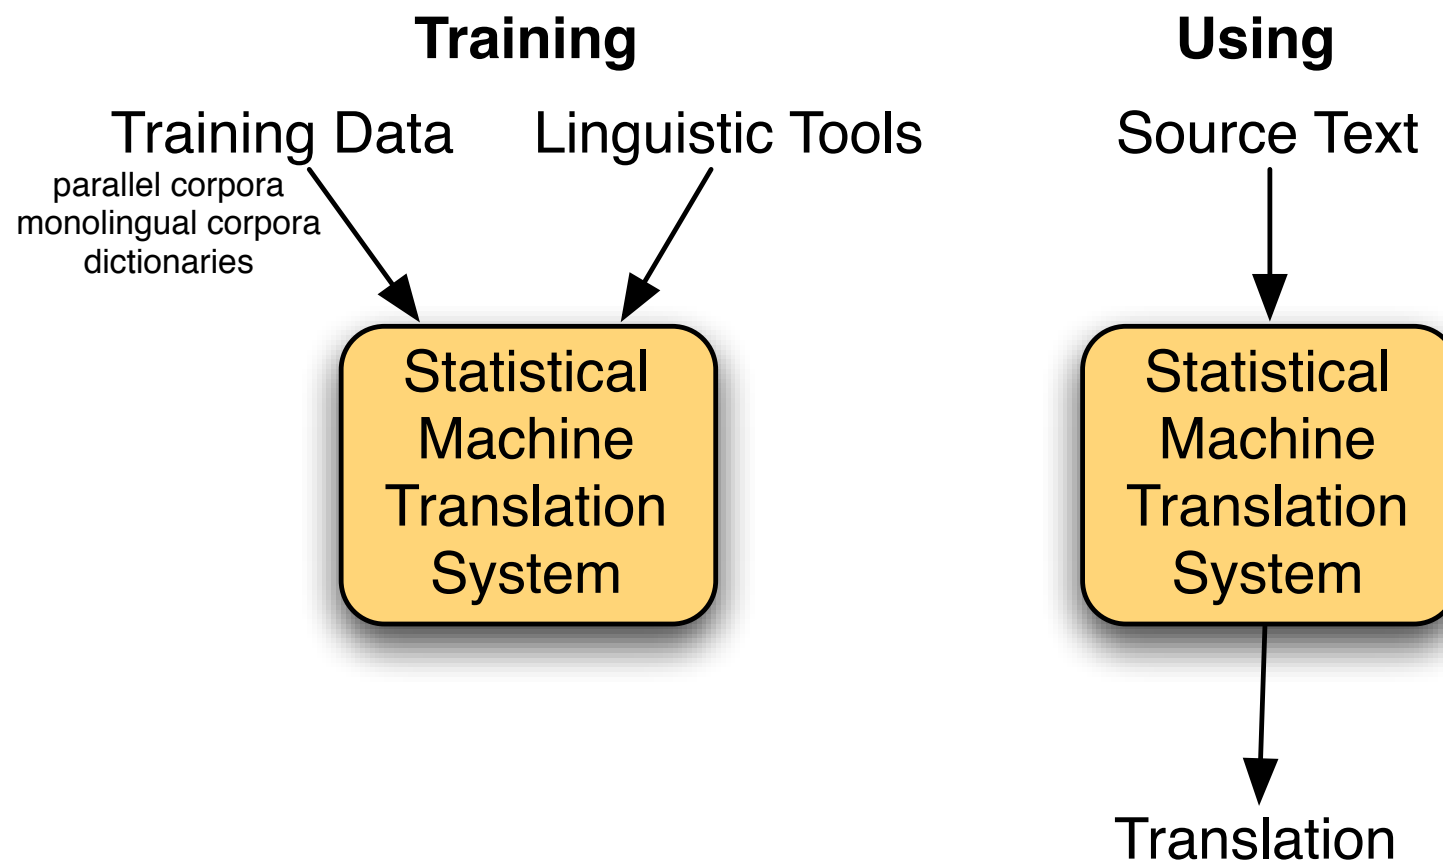 Training
Training Data
Linguistic Tools
parallel corpora
monolingual corpora
dictionaries
Statistical
Machine
Translation
System
Using
Source Text
Statistical
Machine
Translation
System
Translation